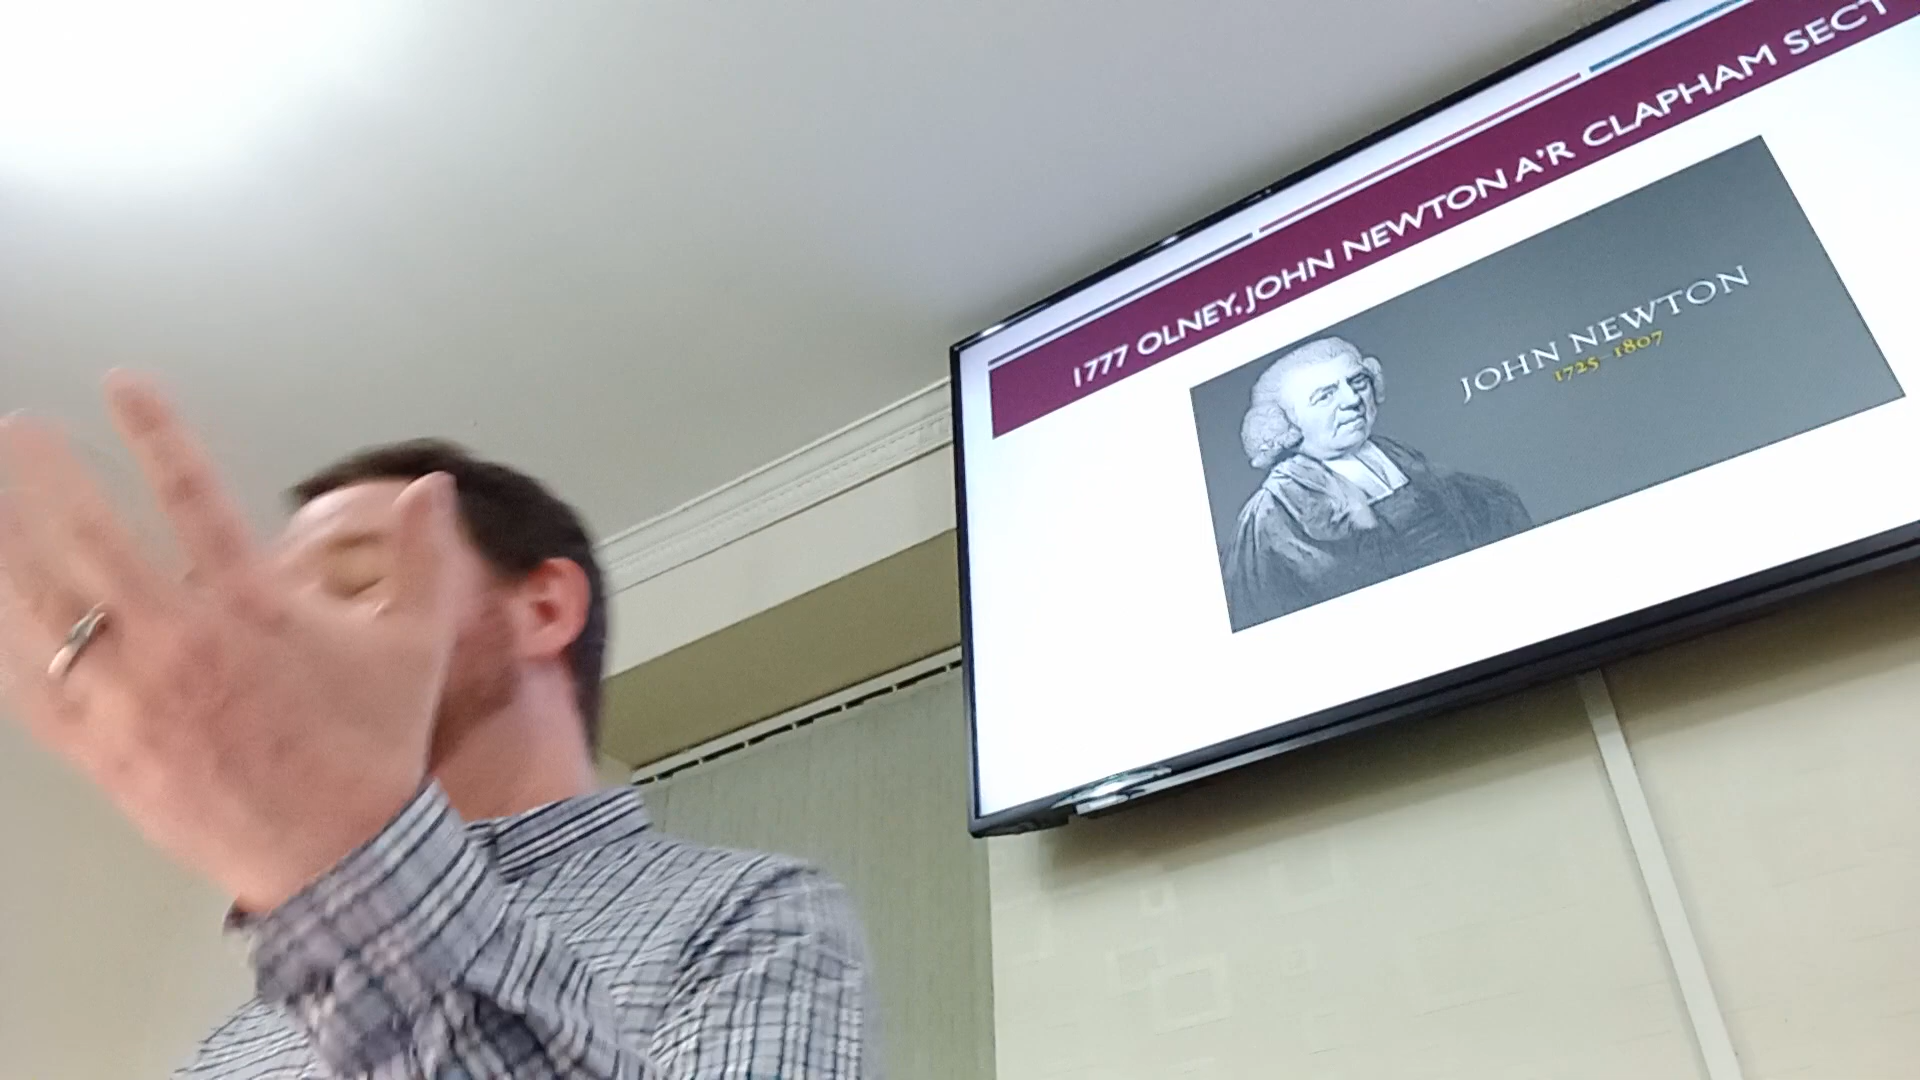 1777 OLNEY, JOHN NEWTON A'R CLAPHAM SECT
JOHN NEWTON
1725-1807